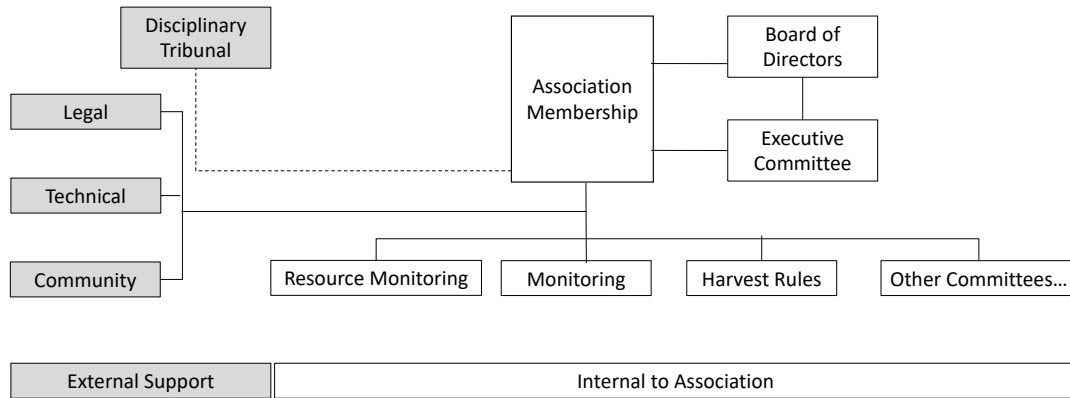 Disciplinary
Tribunal
Board of
Directors
Association
Membership
Legal
Executive
Committee
Technical
Community
Resource Monitoring
Monitoring
Harvest Rules
Other Committees…
External Support
Internal to Association